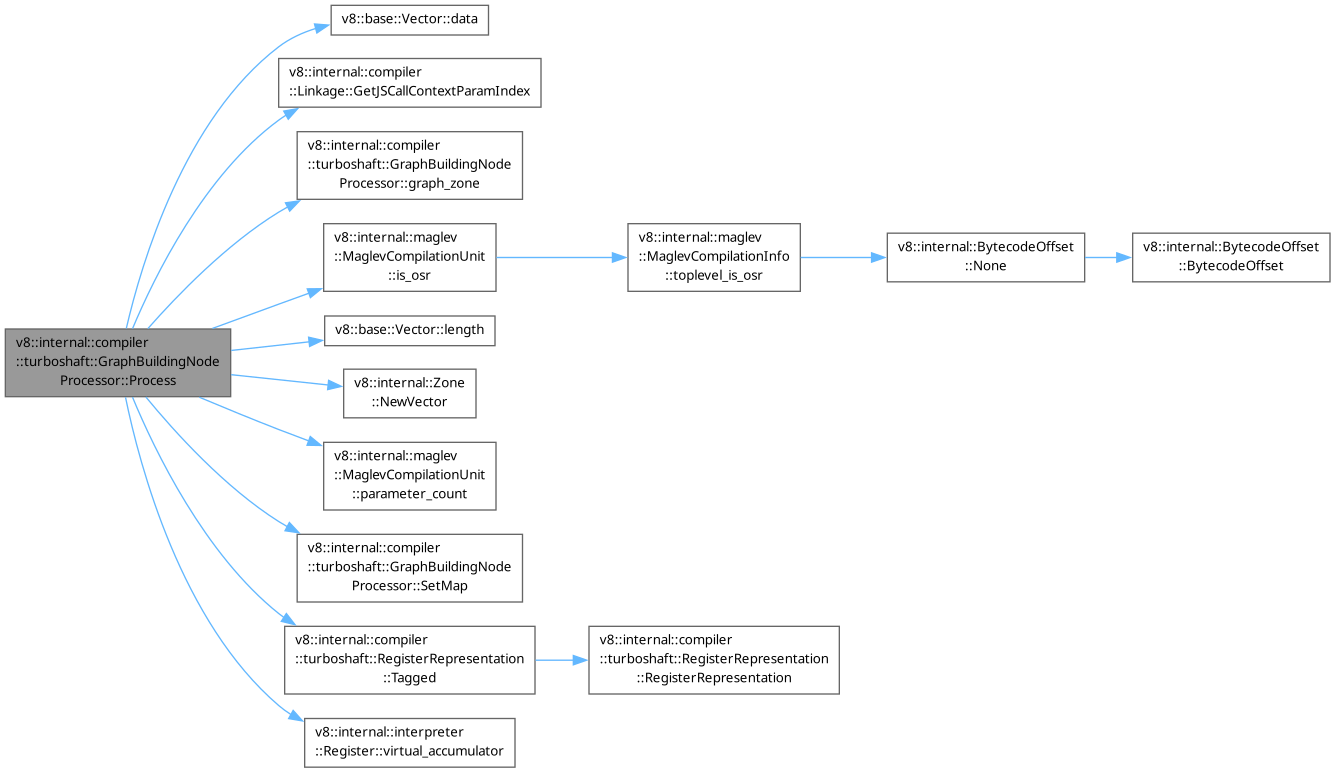 v8::base::Vector::data
v8::internal::compiler
::Linkage::GetJSCallContextParamIndex
v8::internal::compiler
::turboshaft::GraphBuildingNode
Processor::graph_zone
v8::internal::maglev
::MaglevCompilationUnit
::is_osr
v8::internal::maglev
::MaglevCompilationInfo
::toplevel_is_osr
v8::internal::BytecodeOffset
::None
v8::internal::BytecodeOffset
::BytecodeOffset
v8::internal::compiler
::turboshaft::GraphBuildingNode
Processor::Process
v8::base::Vector::length
v8::internal::Zone
::NewVector
v8::internal::maglev
::MaglevCompilationUnit
::parameter_count
v8::internal::compiler
::turboshaft::GraphBuildingNode
Processor::SetMap
v8::internal::compiler
::turboshaft::RegisterRepresentation
::Tagged
v8::internal::compiler
::turboshaft::RegisterRepresentation
::RegisterRepresentation
v8::internal::interpreter
::Register::virtual_accumulator